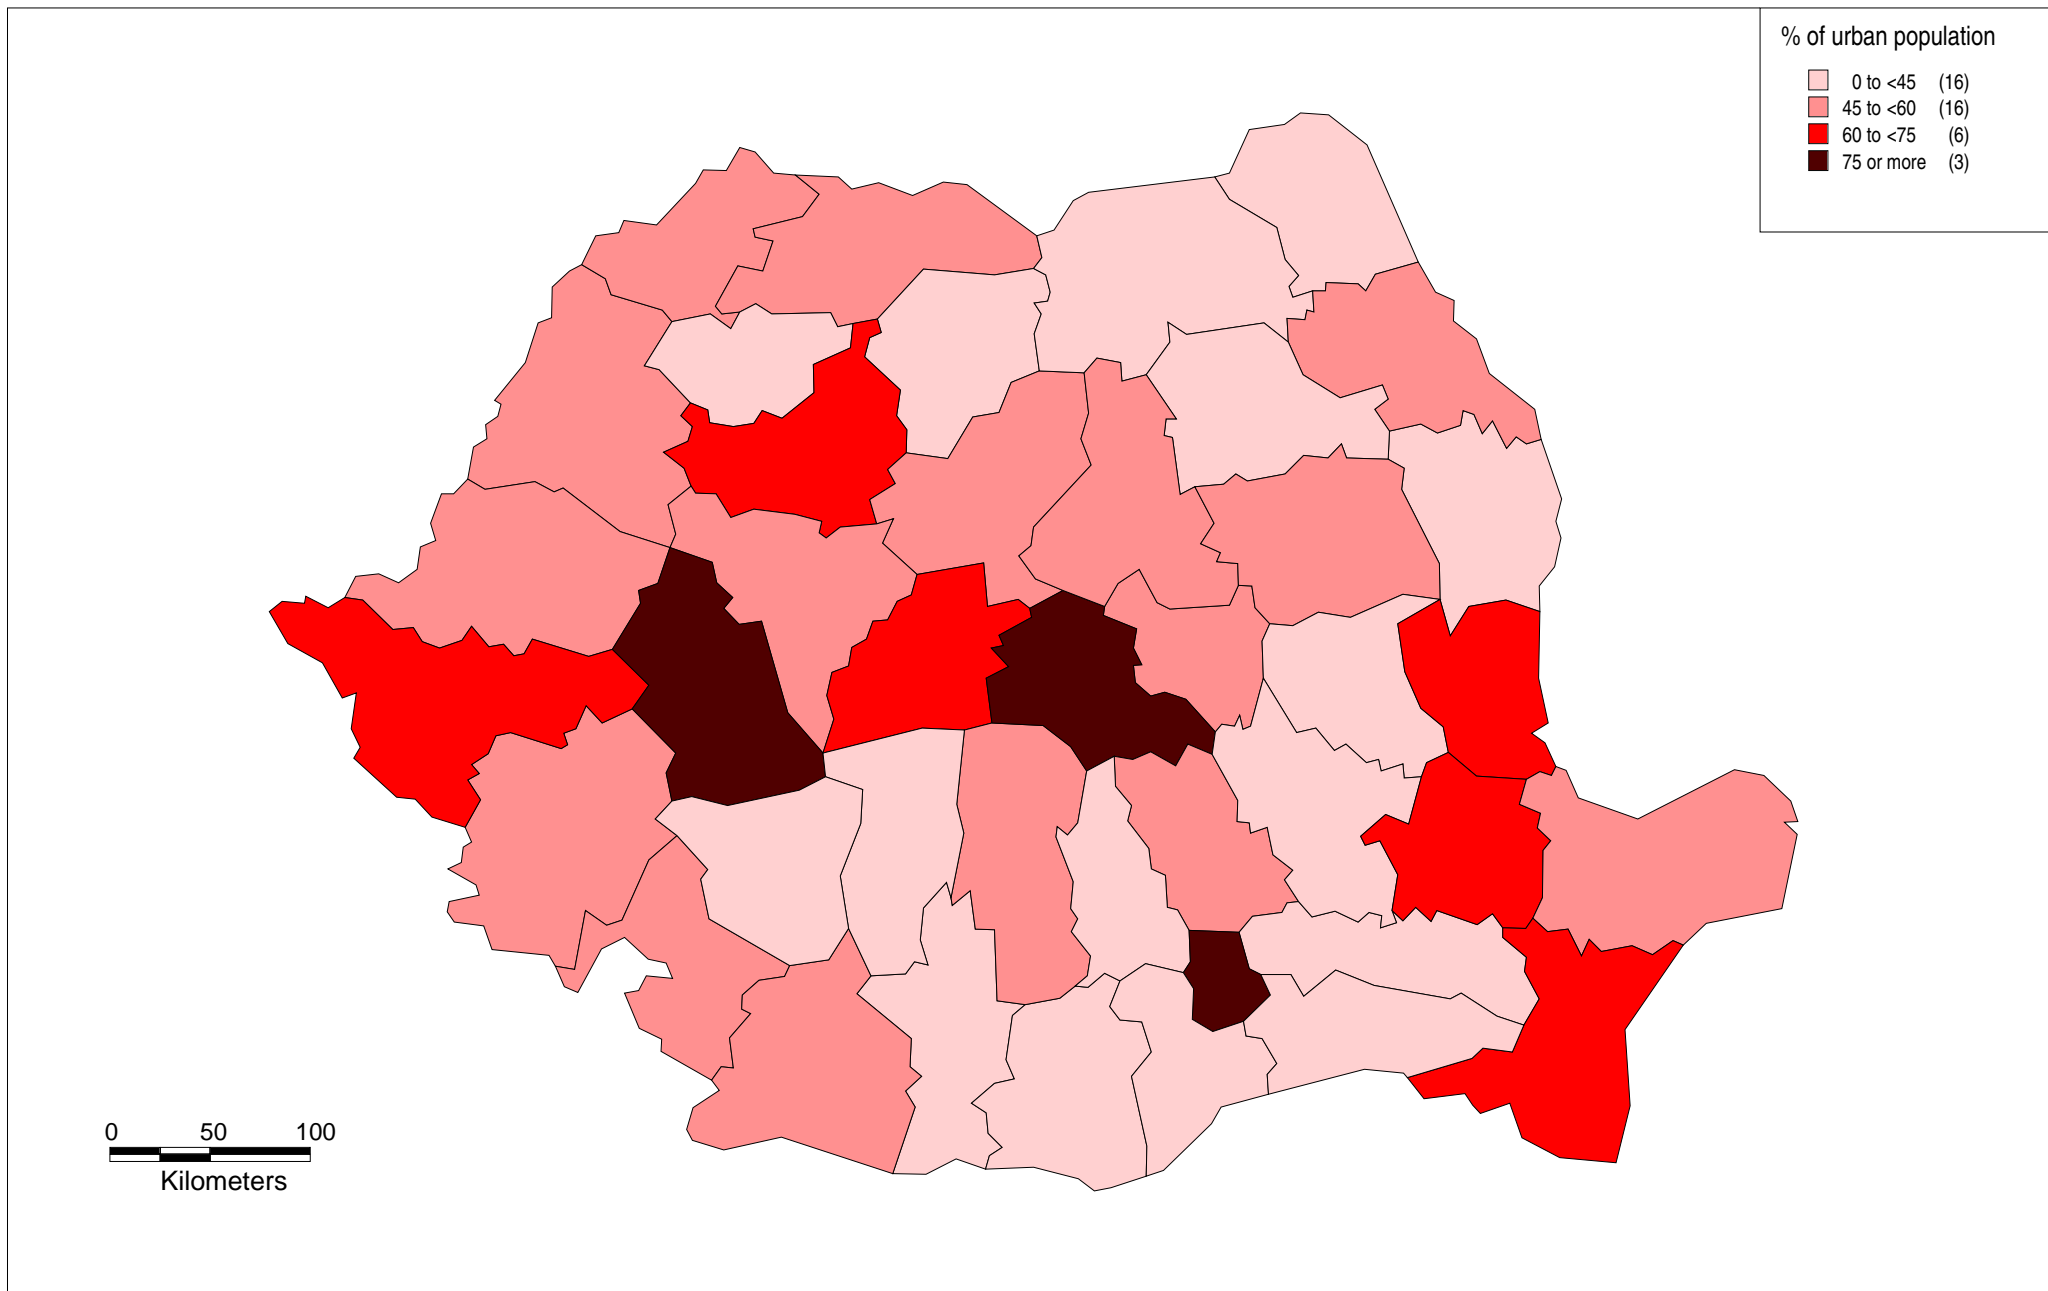 % of urban population
0 to <45 (16)
45 to <60 (16)
60 to <75 (6)
75 or more (3)
0 50 100
Kilometers